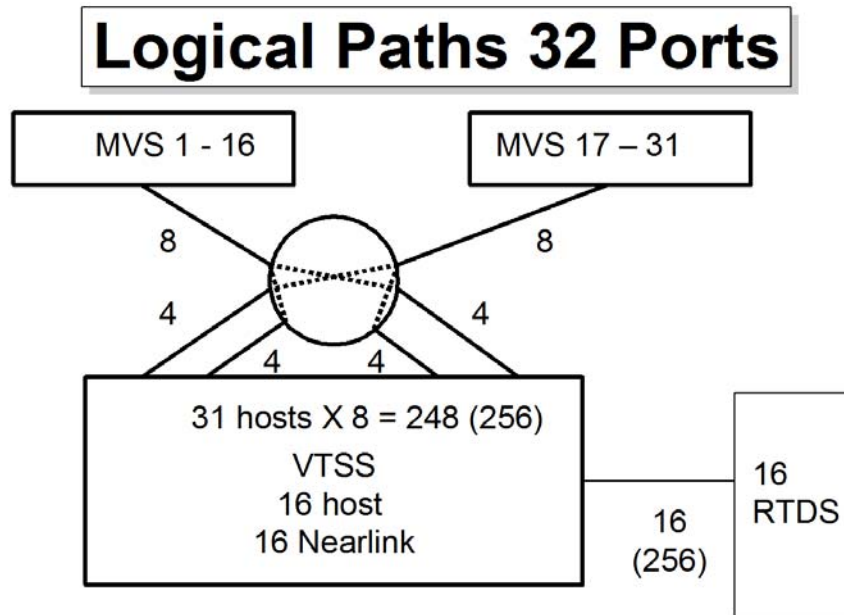 Logical Paths 32 Ports
MVS 1 - 16
MVS 17 – 31
8
8
4
4
4
4
31 hosts X 8 = 248 (256)
VTSS
16 host
16 Nearlink
16
(256)
16
RTDS